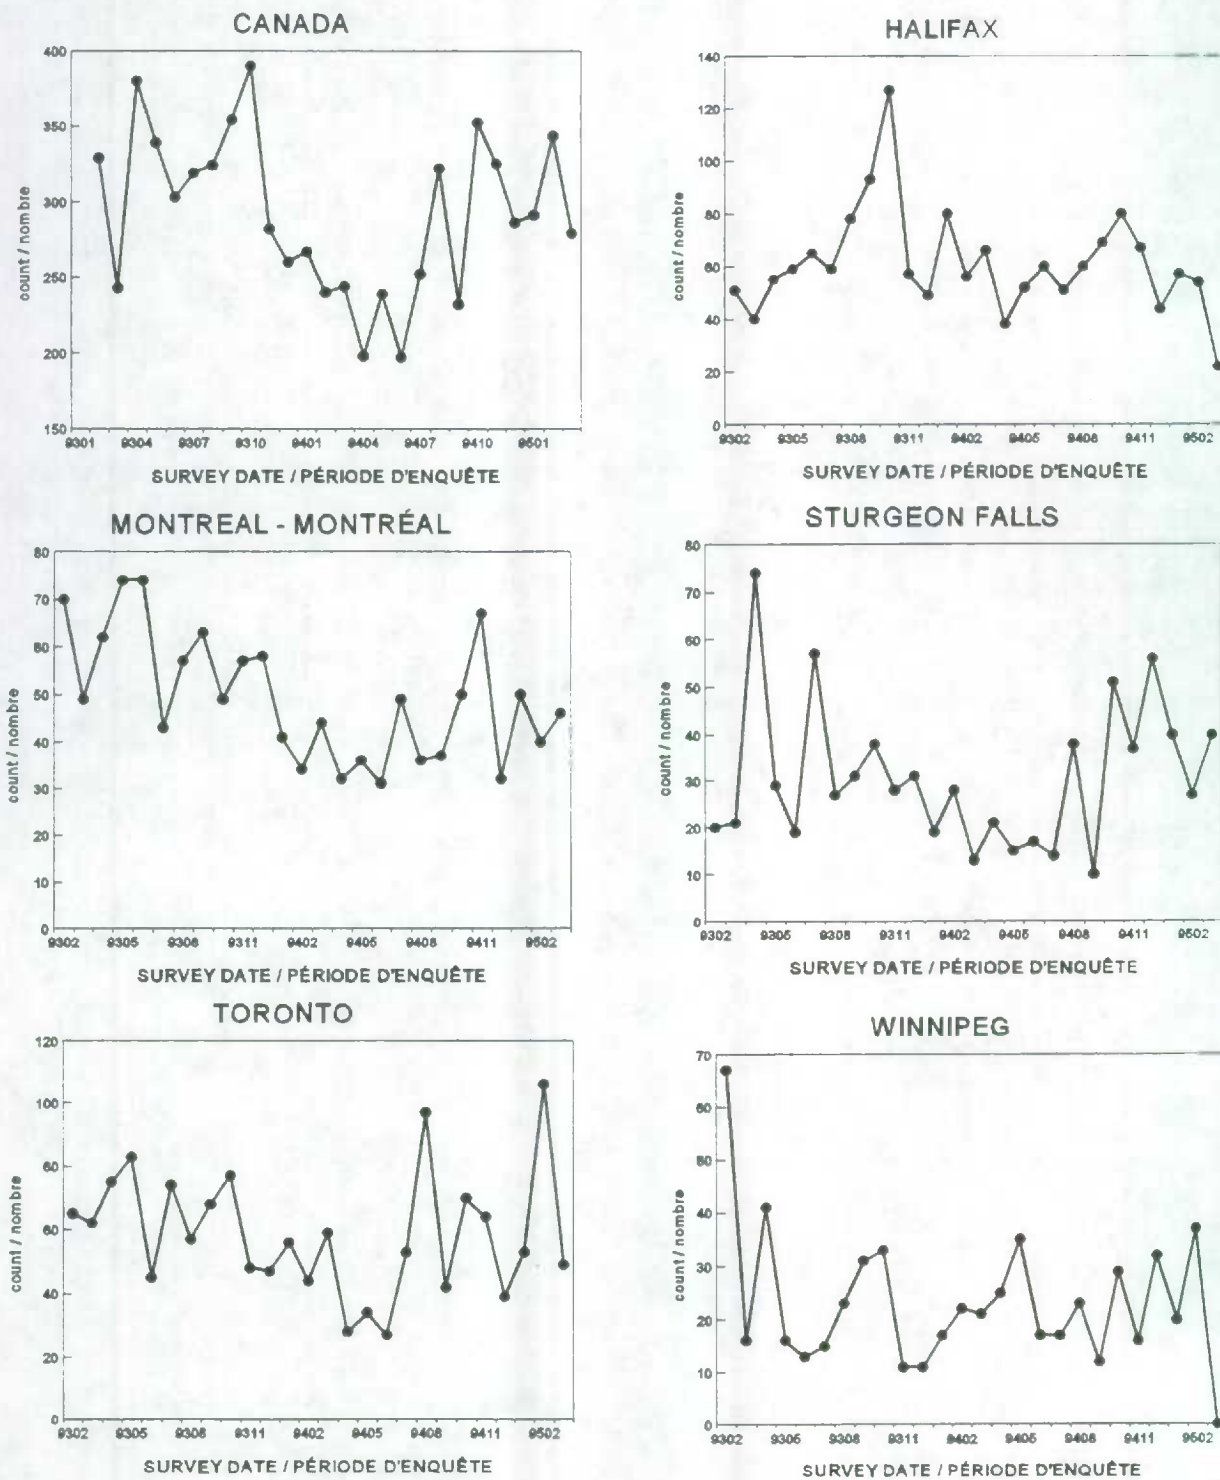 CANADA
400
350
300
250
200
150
count / nombre
9301 9304 9307 9310 9401 9404 9407 9410 9501
SURVEY DATE / PÉRIODE D'ENQUÊTE
HALIFAX
140
120
100
80
60
40
20
0
count / nombre
9302 9305 9308 9311 9402 9405 9408 9411 9502
SURVEY DATE / PÉRIODE D'ENQUÊTE
MONTREAL - MONTRÉAL
80
70
60
50
40
30
20
10
0
count / nombre
9302 9305 9308 9311 9402 9405 9408 9411 9502
SURVEY DATE / PÉRIODE D'ENQUÊTE
STURGEON FALLS
80
70
60
50
40
30
20
10
0
count / nombre
9302 9305 9308 9311 9402 9405 9408 9411 9502
SURVEY DATE / PÉRIODE D'ENQUÊTE
TORONTO
120
100
80
60
40
20
0
count / nombre
9302 9305 9308 9311 9402 9405 9408 9411 9502
SURVEY DATE / PÉRIODE D'ENQUÊTE
WINNIPEG
70
60
50
40
30
20
10
0
count / nombre
9302 9305 9308 9311 9402 9405 9408 9411 9502
SURVEY DATE / PÉRIODE D'ENQUÊTE